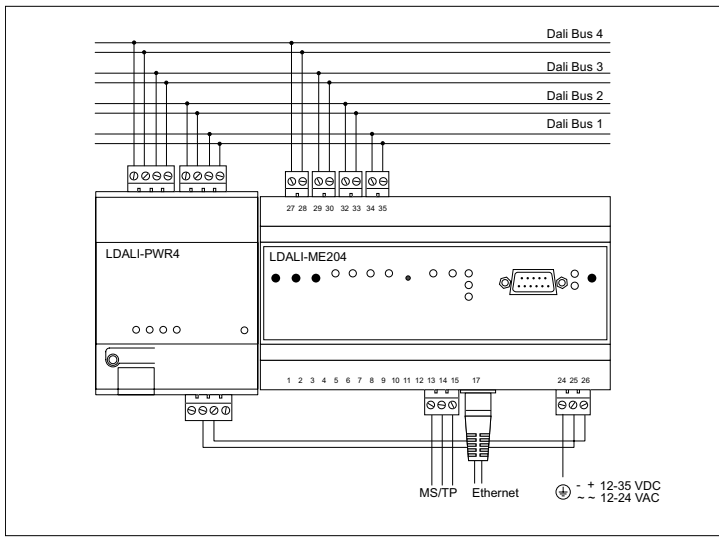 Dali Bus 4
Dali Bus 3
Dali Bus 2
Dali Bus 1
27 28 29 30 32 33 34 35
LDALI-PWR4
LDALI-ME204
1 2 3 4 5 6 7 8 9 10 11 12 13 14 15 17 24 25 26
MS/TP Ethernet
- + 12-35 VDC
~ ~ 12-24 VAC